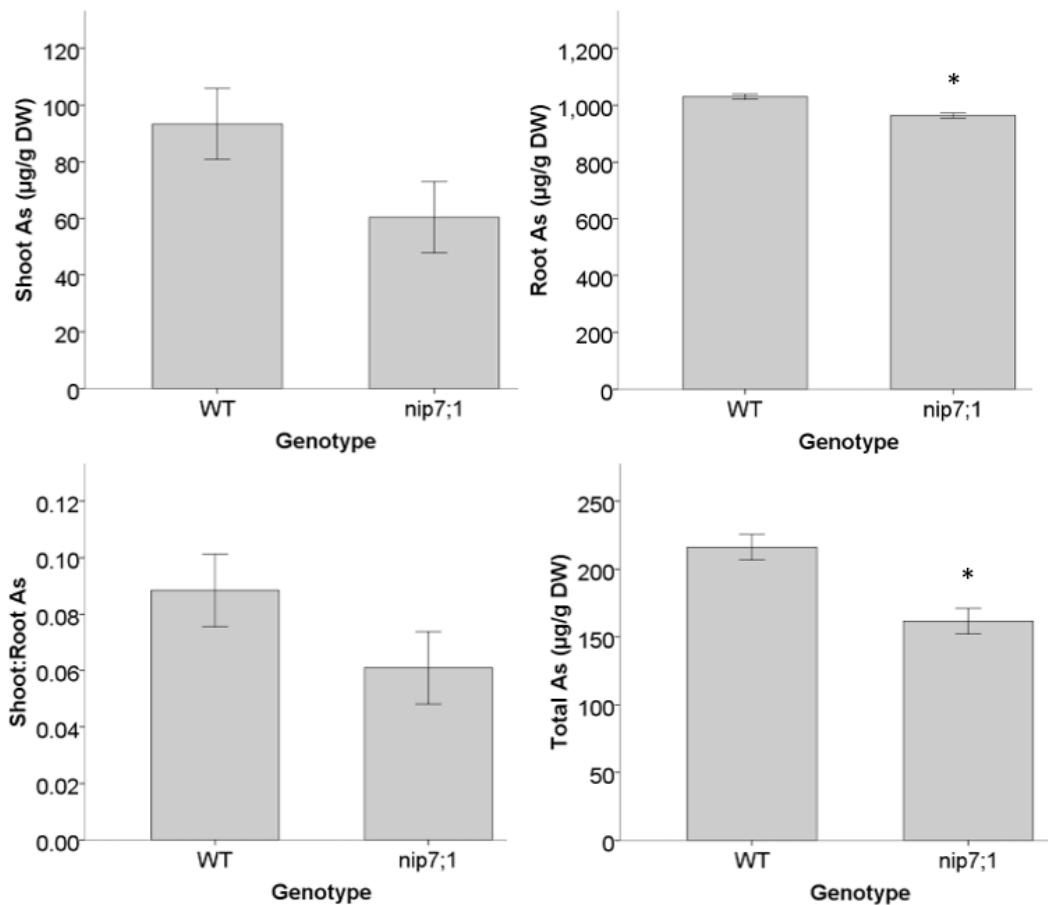 Shoot As (µg/g DW)
120
100
80
60
40
20
0
WT
nip7;1
Genotype
Root As (µg/g DW)
1,200
1,000
800
600
400
200
0
*
WT
nip7;1
Genotype
Shoot:Root As
0.12
0.10
0.08
0.06
0.04
0.02
0.00
WT
nip7;1
Genotype
Total As (µg/g DW)
250
200
150
100
50
0
*
WT
nip7;1
Genotype